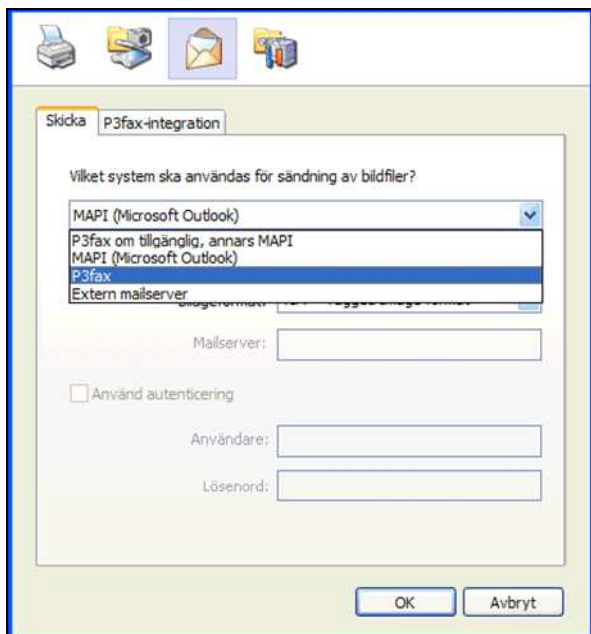 Skicka P3fax-integration
Vilket system ska användas för sändning av bildfiler?
MAPI (Microsoft Outlook)
P3fax om tillgänglig, annars MAPI
MAPI (Microsoft Outlook)
P3fax
Extern mailserver
Mailserver:
Använd autenticering
Användare:
Lösenord:
OK Avbryt